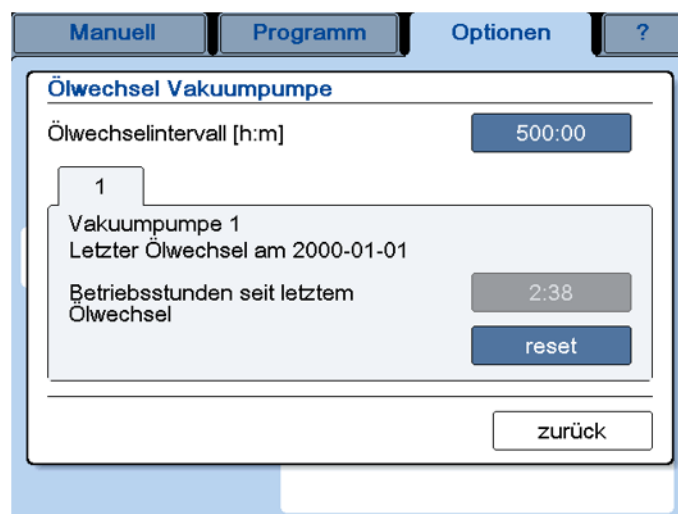 Manuell Programm Optionen ?
Ölwechsel Vakuumpumpe
Ölwechselintervall [h:m] 500:00
1
Vakuumpumpe 1
Letzter Ölwechsel am 2000-01-01
Betriebsstunden seit letztem 2:38
Ölwechsel
reset
zurück